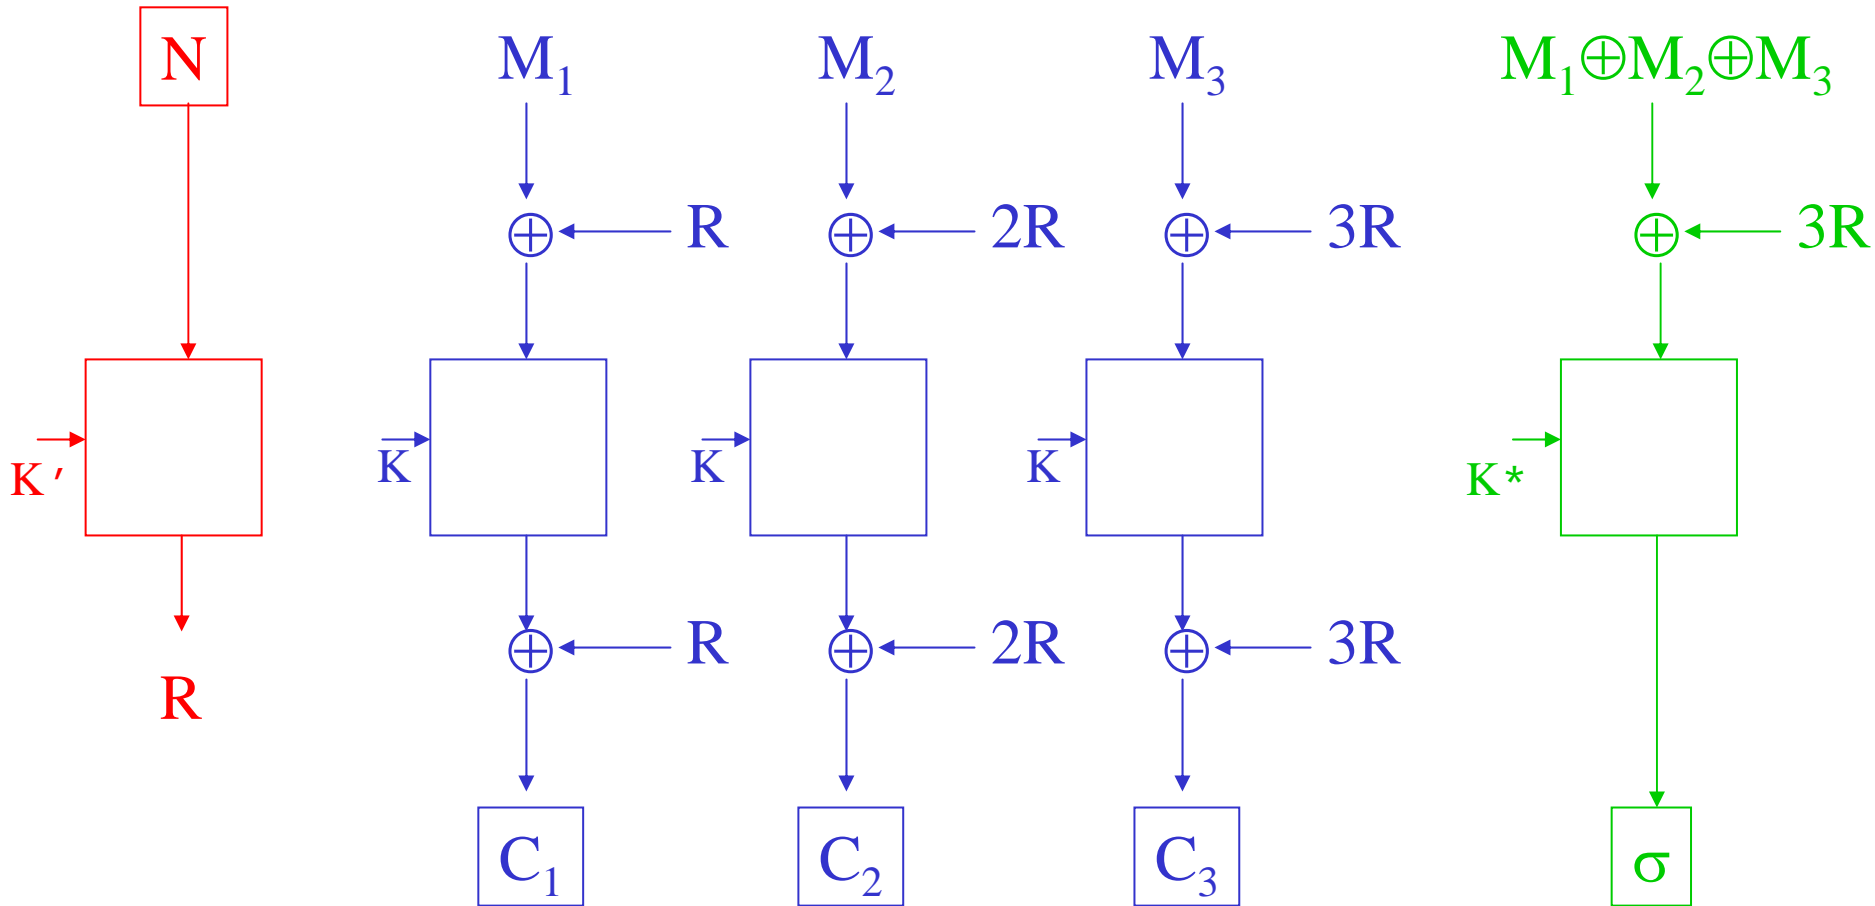 N M₁ M₂ M₃ M₁⊕M₂⊕M₃
R 2R 3R 3R
K′ K K K K*
R 2R 3R
R
C₁ C₂ C₃ σ